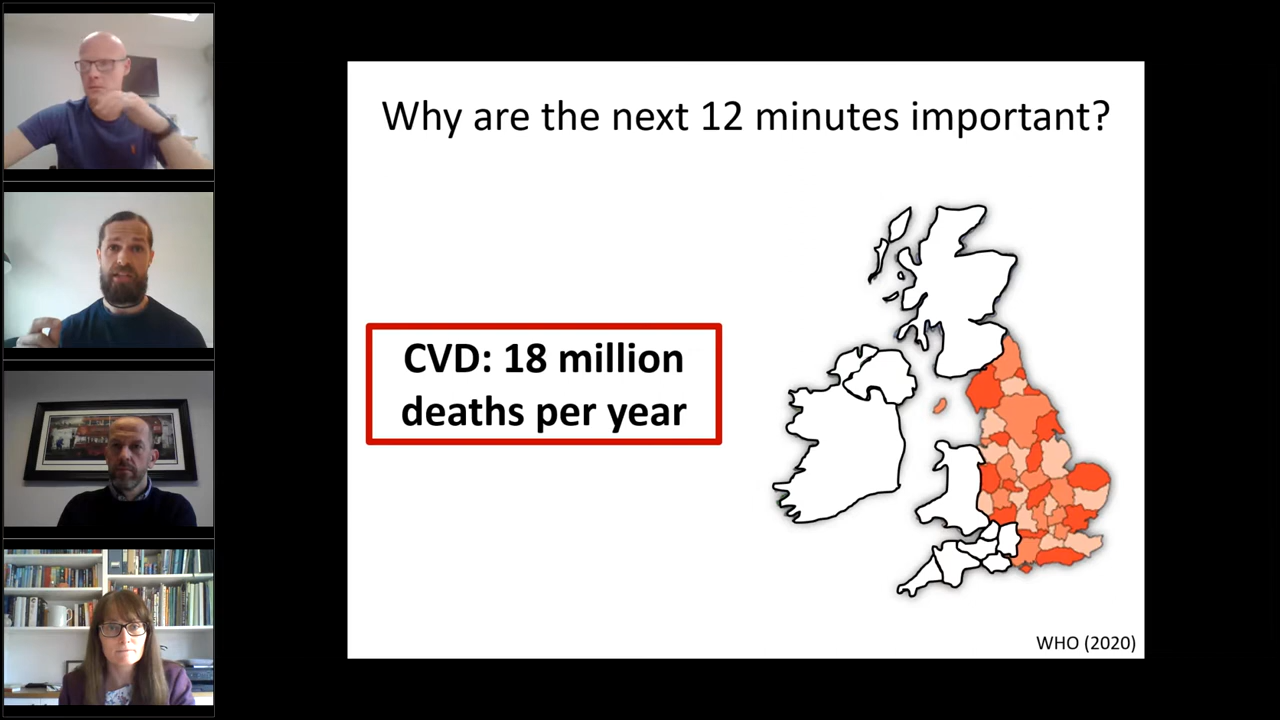 Why are the next 12 minutes important?
CVD: 18 million
deaths per year
WHO (2020)